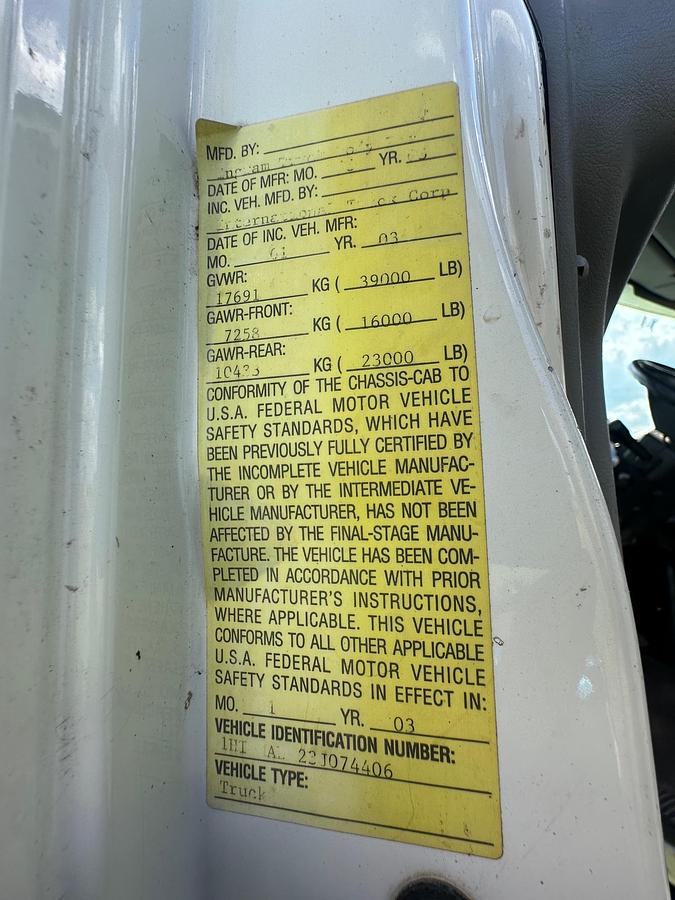 MFD. BY:
DATE OF MFR: MO. YR.
INC. VEH. MFD. BY:
International Truck Corp
DATE OF INC. VEH. MFR:
MO. YR. 03
GVWR:
17691 KG ( 39000 LB)
GAWR-FRONT:
7258 KG ( 16000 LB)
GAWR-REAR:
10433 KG ( 23000 LB)
CONFORMITY OF THE CHASSIS-CAB TO
U.S.A. FEDERAL MOTOR VEHICLE
SAFETY STANDARDS, WHICH HAVE
BEEN PREVIOUSLY FULLY CERTIFIED BY
THE INCOMPLETE VEHICLE MANUFAC-
TURER OR BY THE INTERMEDIATE VE-
HICLE MANUFACTURER, HAS NOT BEEN
AFFECTED BY THE FINAL-STAGE MANU-
FACTURE. THE VEHICLE HAS BEEN COM-
PLETED IN ACCORDANCE WITH PRIOR
MANUFACTURER'S INSTRUCTIONS,
WHERE APPLICABLE. THIS VEHICLE
CONFORMS TO ALL OTHER APPLICABLE
U.S.A. FEDERAL MOTOR VEHICLE
SAFETY STANDARDS IN EFFECT IN:
MO. 1 YR. 03
VEHICLE IDENTIFICATION NUMBER:
VEHICLE TYPE:
Truck